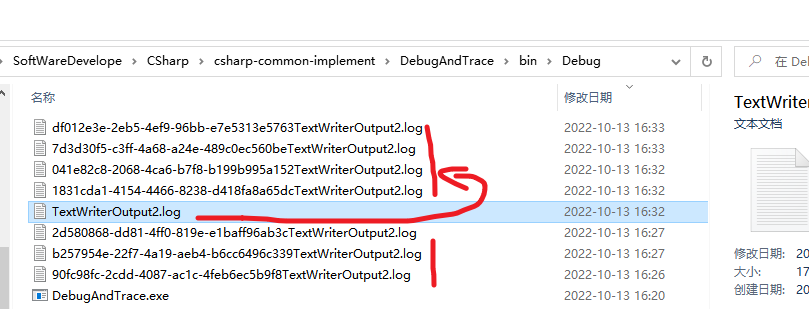 SoftWareDevelope > CSharp > csharp-common-implement > DebugAndTrace > bin > Debug
在 De
名称 修改日期
df012e3e-2eb5-4ef9-96bb-e7e5313e5763TextWriterOutput2.log 2022-10-13 16:33
7d3d30f5-c3ff-4a68-a24e-489c0ec560beTextWriterOutput2.log 2022-10-13 16:33
041e82c8-2068-4ca6-b7f8-b199b995a152TextWriterOutput2.log 2022-10-13 16:32
1831cda1-4154-4466-8238-d418fa8a65dcTextWriterOutput2.log 2022-10-13 16:32
TextWriterOutput2.log 2022-10-13 16:32
2d580868-dd81-4ff0-819e-e1baff96ab3cTextWriterOutput2.log 2022-10-13 16:27
b257954e-22f7-4a19-aeb4-b6cc6496c339TextWriterOutput2.log 2022-10-13 16:27
90fc98fc-2cdd-4087-ac1c-4feb6ec5b9f8TextWriterOutput2.log 2022-10-13 16:26
DebugAndTrace.exe 2022-10-13 16:20
TextWriterOu
文本文档
修改日期: 20
大小: 17
创建日期: 20